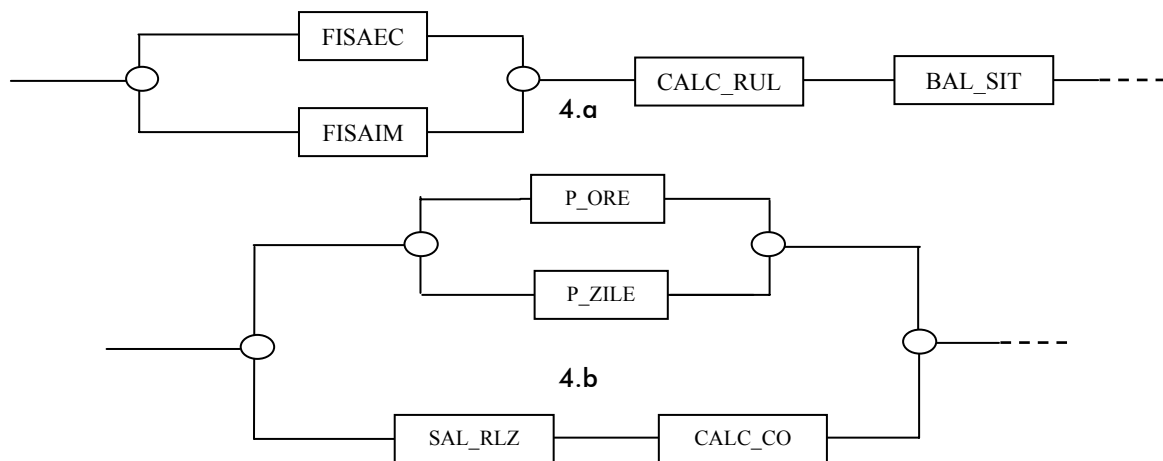 FISAEC
CALC_RUL BAL_SIT
4.a
FISAIM
P_ORE
P_ZILE
4.b
SAL_RLZ CALC_CO